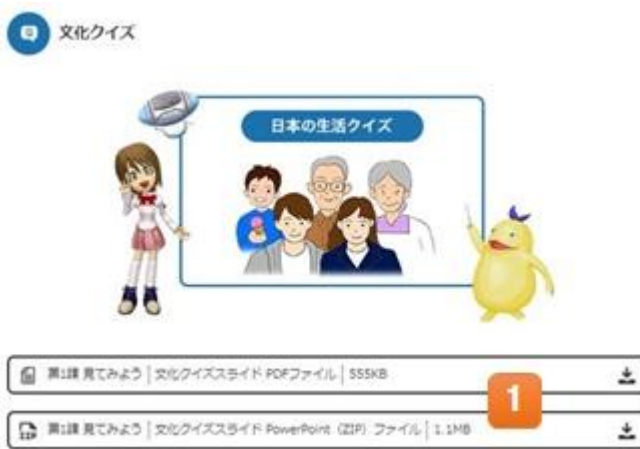 文化クイズ
日本の生活クイズ
第1課 見てみよう | 文化クイズスライド PDFファイル | 555KB
1
ZIP 第1課 見てみよう | 文化クイズスライド PowerPoint（ZIP）ファイル | 1.1MB